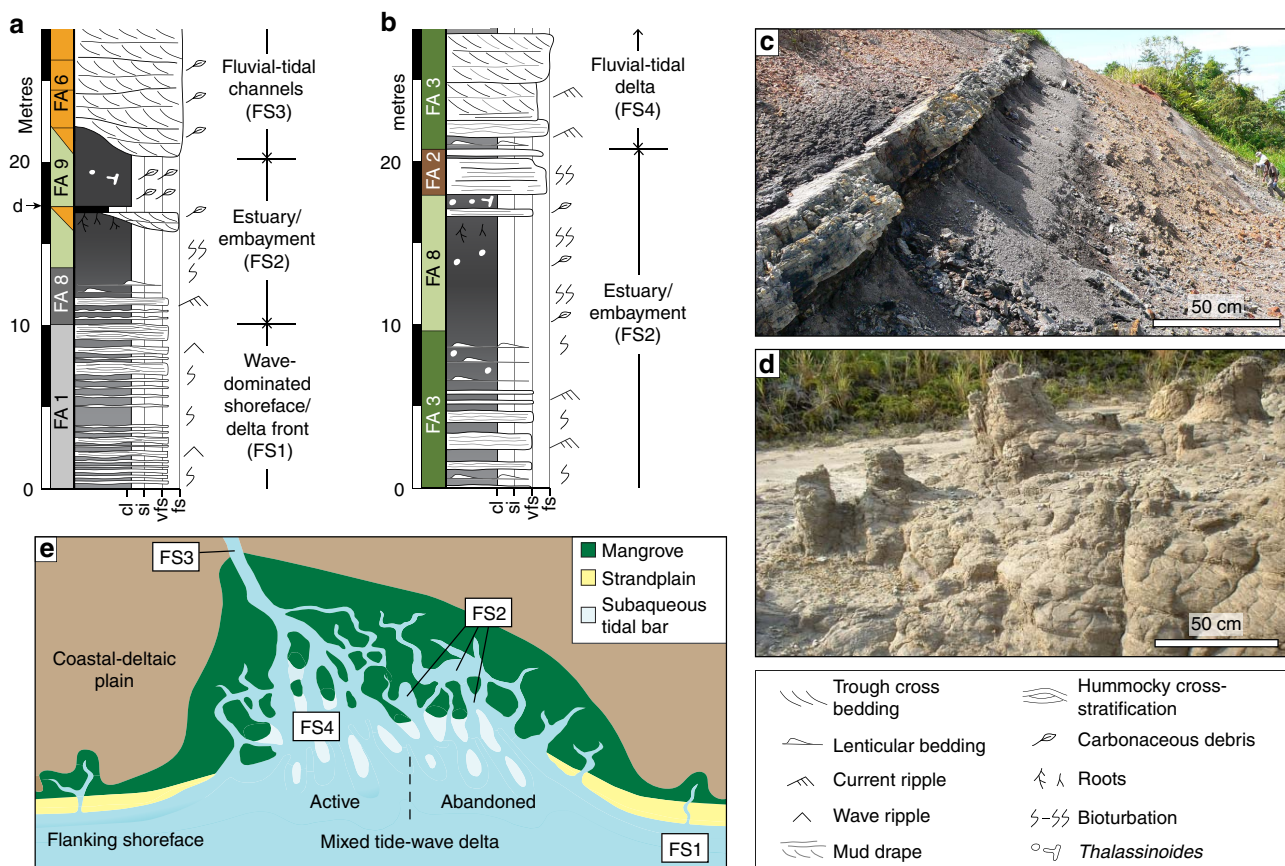 a
Metres
20
d
10
0
FA 6
FA 9
FA 8
FA 1
cl
si
vfs
fs
Fluvial-tidal
channels
(FS3)
Estuary/
embayment
(FS2)
Wave-
dominated
shoreface/
delta front
(FS1)
b
metres
20
10
0
FA 3
FA 2
FA 8
FA 3
cl
si
vfs
fs
Fluvial-tidal
delta
(FS4)
Estuary/
embayment
(FS2)
c
50 cm
d
50 cm
e
FS3
Mangrove
Strandplain
Subaqueous
tidal bar
FS2
Coastal-deltaic
plain
FS4
Active
Abandoned
Flanking shoreface
Mixed tide-wave delta
FS1
Trough cross
bedding
Lenticular bedding
Current ripple
Wave ripple
Mud drape
Hummocky cross-
stratification
Carbonaceous debris
Roots
Bioturbation
Thalassinoides